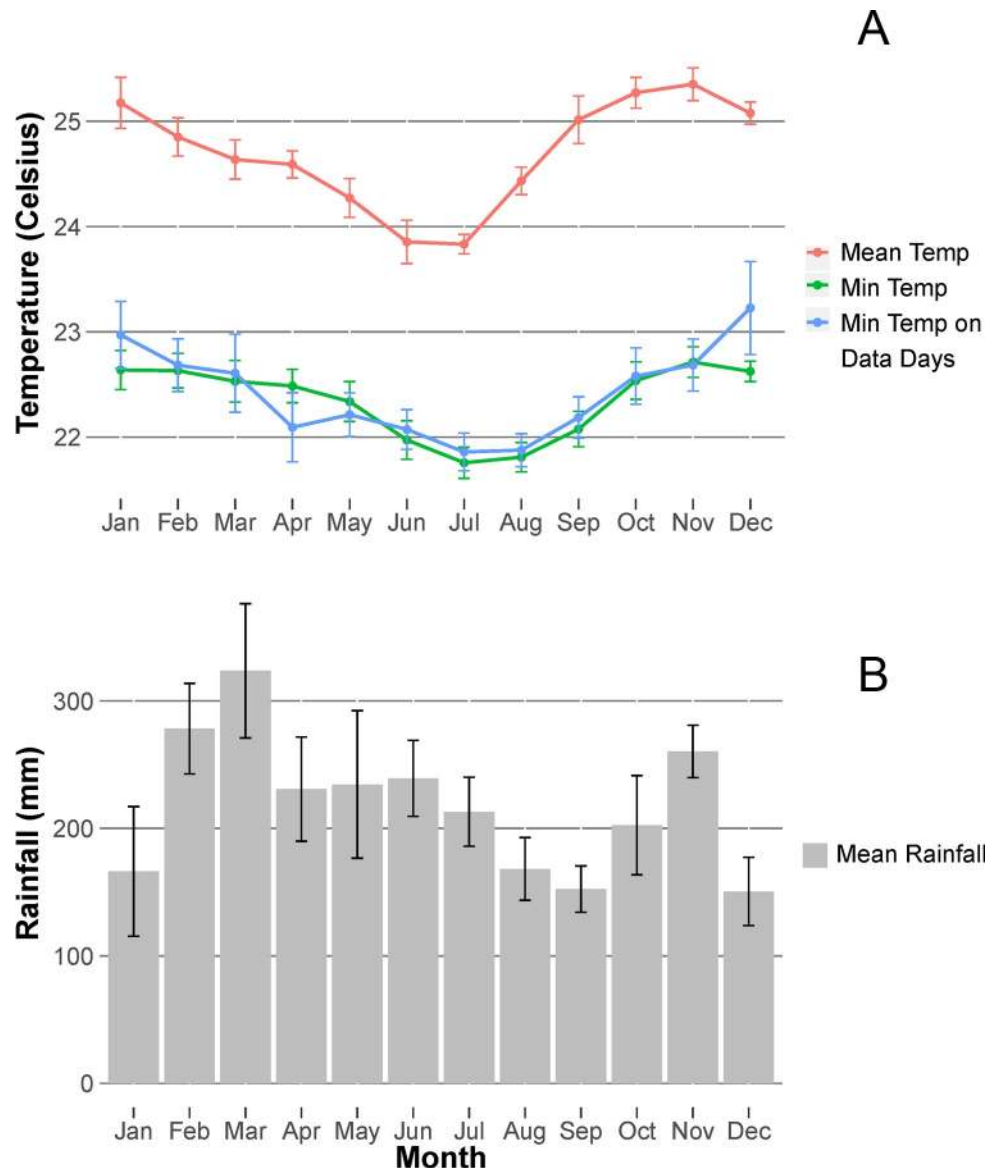 A
Temperature (Celsius)
25
24
23
22
Jan Feb Mar Apr May Jun Jul Aug Sep Oct Nov Dec
Mean Temp
Min Temp
Min Temp on
Data Days
B
Rainfall (mm)
300
200
100
0
Jan Feb Mar Apr May Jun Jul Aug Sep Oct Nov Dec
Month
Mean Rainfall